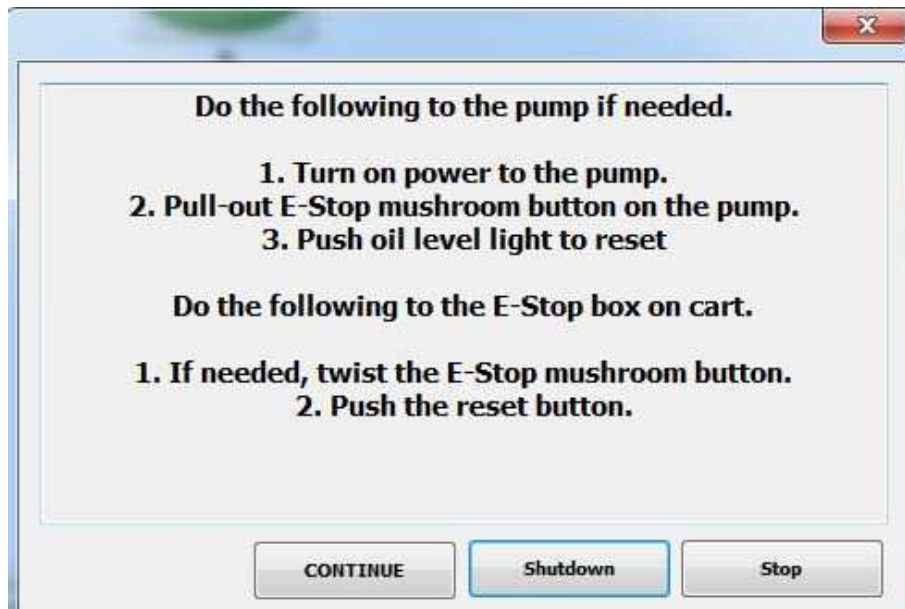 Do the following to the pump if needed.
1. Turn on power to the pump.
2. Pull-out E-Stop mushroom button on the pump.
3. Push oil level light to reset
Do the following to the E-Stop box on cart.
1. If needed, twist the E-Stop mushroom button.
2. Push the reset button.
CONTINUE
Shutdown
Stop